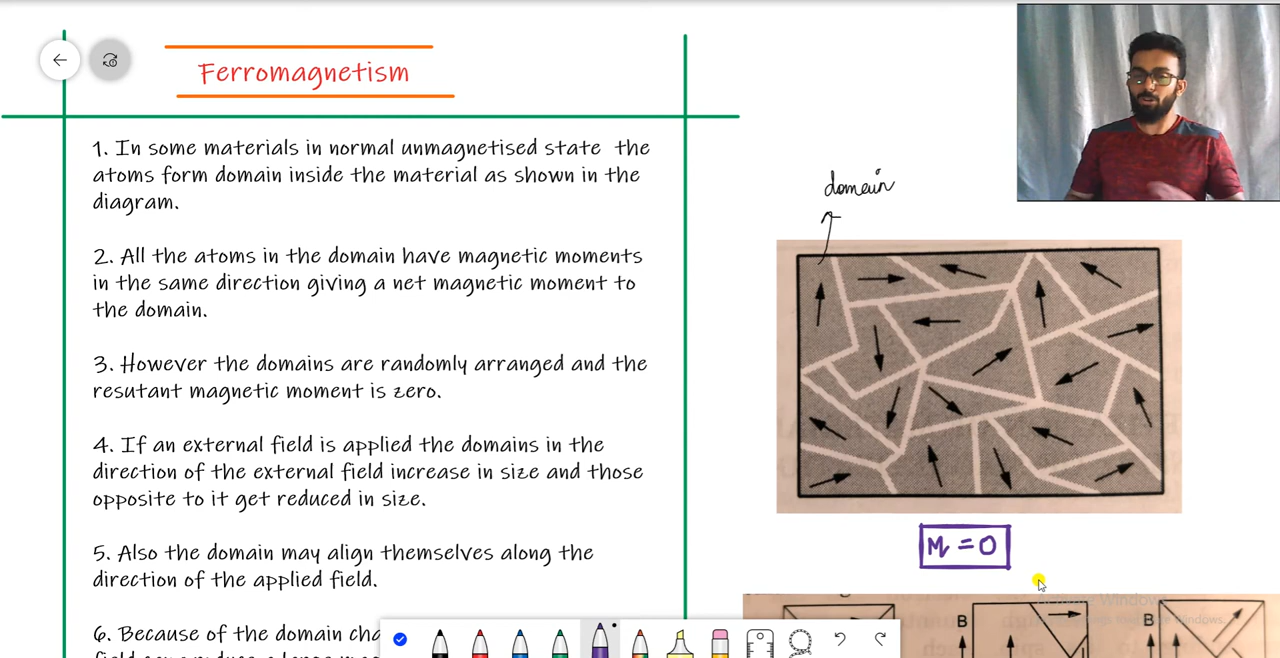 Ferromagnetism
1. In some materials in normal unmagnetised state the
atoms form domain inside the material as shown in the
diagram.
2. All the atoms in the domain have magnetic moments
in the same direction giving a net magnetic moment to
the domain.
3. However the domains are randomly arranged and the
resutant magnetic moment is zero.
4. If an external field is applied the domains in the
direction of the external field increase in size and those
opposite to it get reduced in size.
5. Also the domain may align themselves along the
direction of the applied field.
6. Because of the domain
domain
M = 0
Activate Windows
B
B